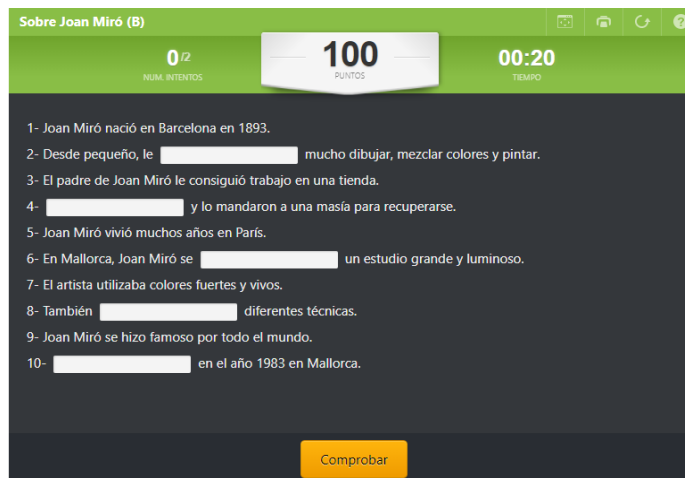 Sobre Joan Miró (B)
0/2
NUM. INTENTOS
100
PUNTOS
00:20
TIEMPO
1- Joan Miró nació en Barcelona en 1893.
2- Desde pequeño, le mucho dibujar, mezclar colores y pintar.
3- El padre de Joan Miró le consiguió trabajo en una tienda.
4- y lo mandaron a una masía para recuperarse.
5- Joan Miró vivió muchos años en París.
6- En Mallorca, Joan Miró se un estudio grande y luminoso.
7- El artista utilizaba colores fuertes y vivos.
8- También diferentes técnicas.
9- Joan Miró se hizo famoso por todo el mundo.
10- en el año 1983 en Mallorca.
Comprobar